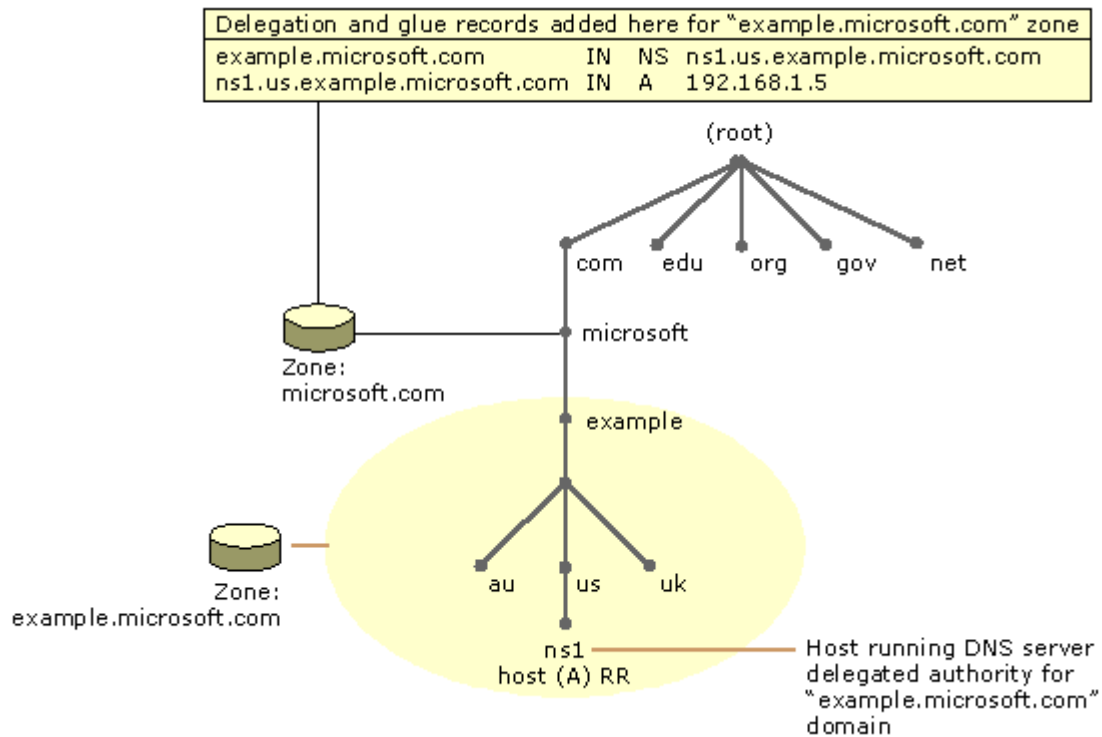 Delegation and glue records added here for “example.microsoft.com” zone
example.microsoft.com IN NS ns1.us.example.microsoft.com
ns1.us.example.microsoft.com IN A 192.168.1.5
(root)
com edu org gov net
microsoft
Zone:
microsoft.com
example
au us uk
Zone:
example.microsoft.com
ns1
host (A) RR
Host running DNS server
delegated authority for
“example.microsoft.com”
domain